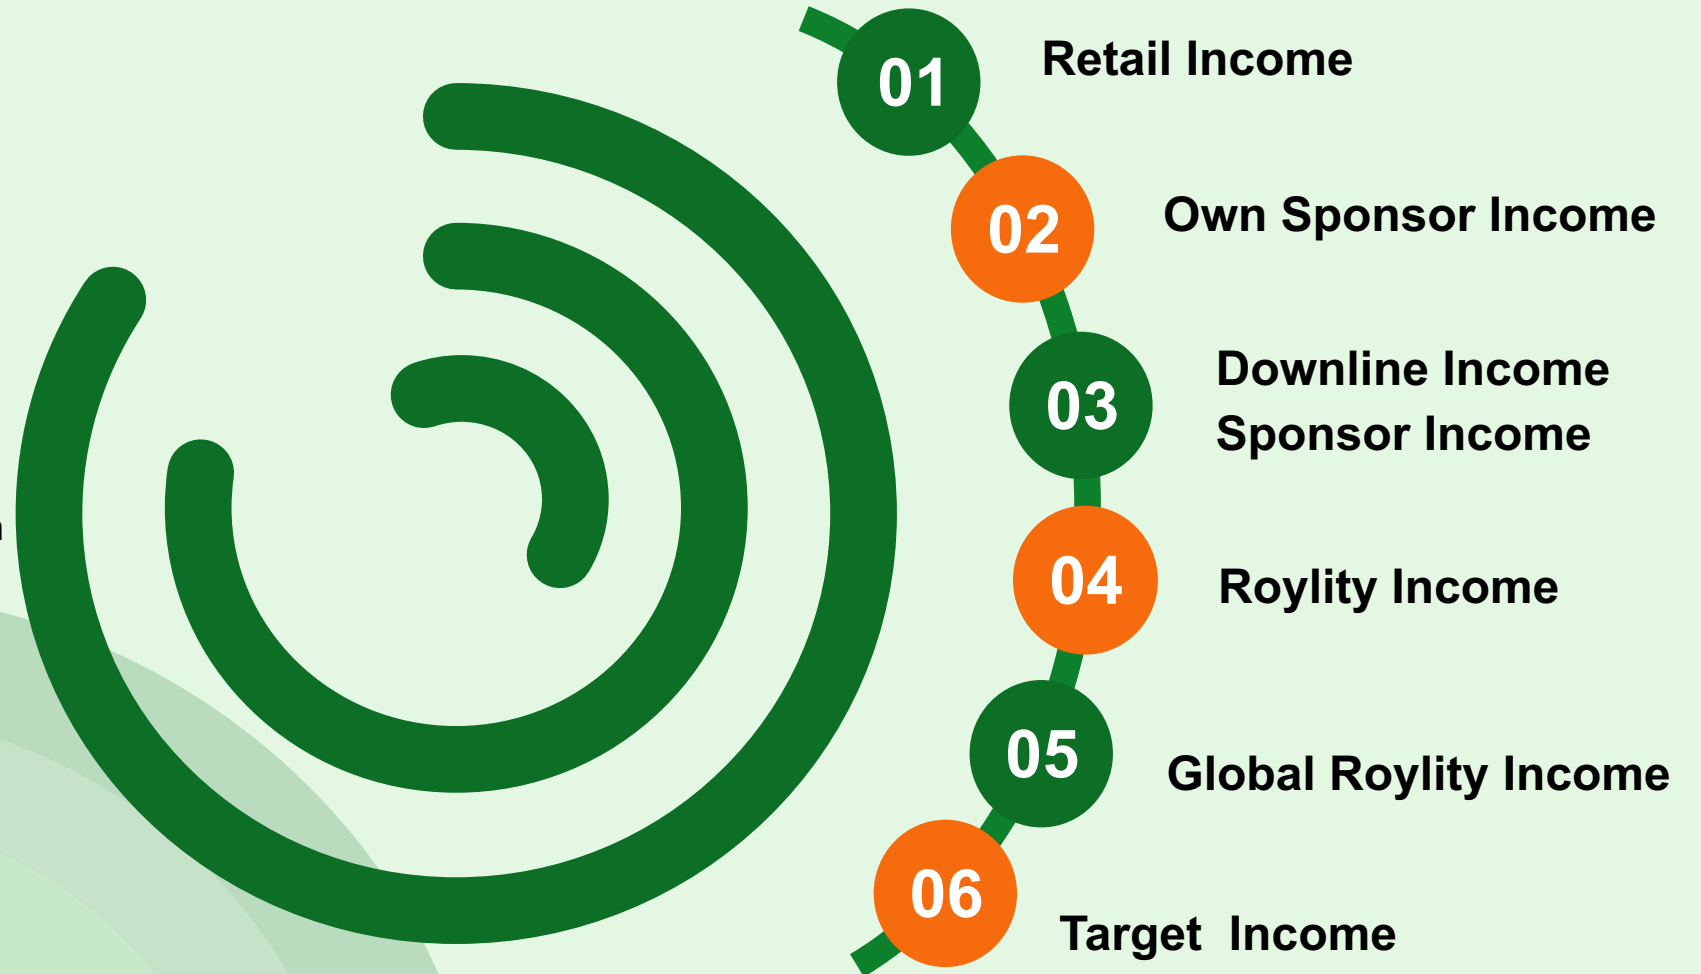 01
Retail Income
02
Own Sponsor Income
03
Downline Income
Sponsor Income
04
Roylity Income
05
Global Roylity Income
06
Target  Income